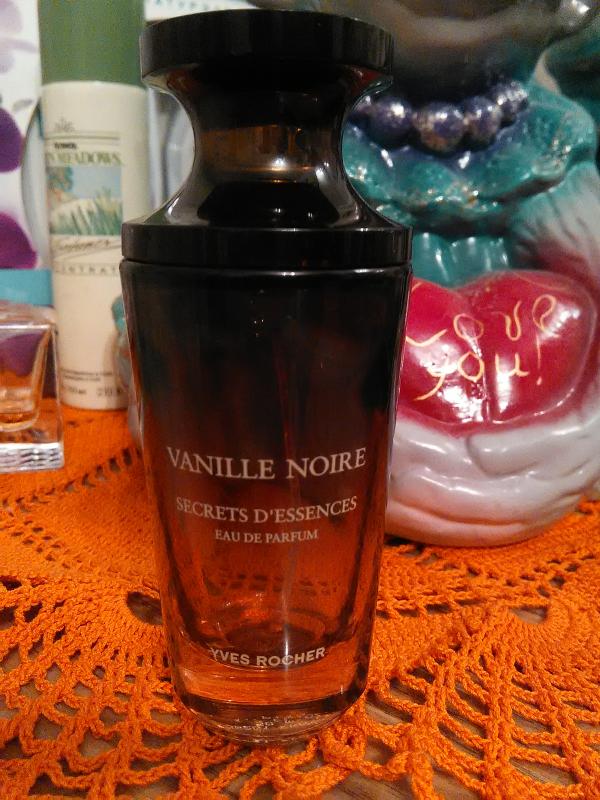 VANILLE NOIRE
SECRETS D'ESSENCES
EAU DE PARFUM
YVES ROCHER
MEADOWS
Love
you!